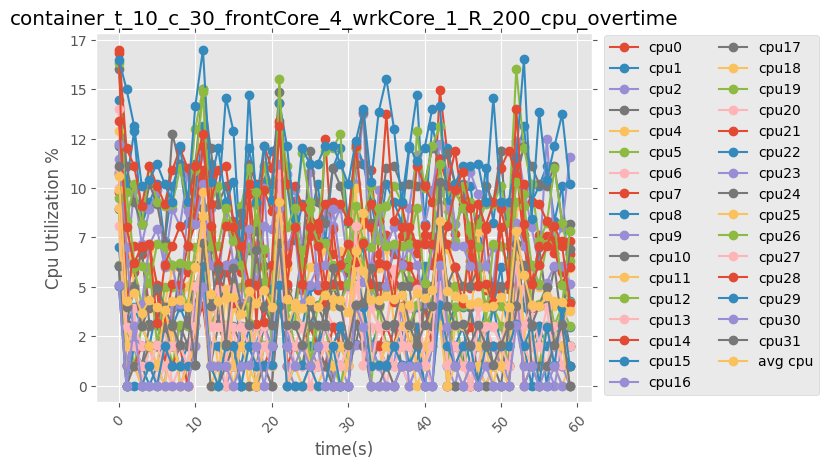 container_t_10_c_30_frontCore_4_wrkCore_1_R_200_cpu_overtime
Cpu Utilization %
17
15
12
10
7
5
2
0
0
10
20
30
40
50
60
time(s)
cpu0
cpu1
cpu2
cpu3
cpu4
cpu5
cpu6
cpu7
cpu8
cpu9
cpu10
cpu11
cpu12
cpu13
cpu14
cpu15
cpu16
cpu17
cpu18
cpu19
cpu20
cpu21
cpu22
cpu23
cpu24
cpu25
cpu26
cpu27
cpu28
cpu29
cpu30
cpu31
avg cpu